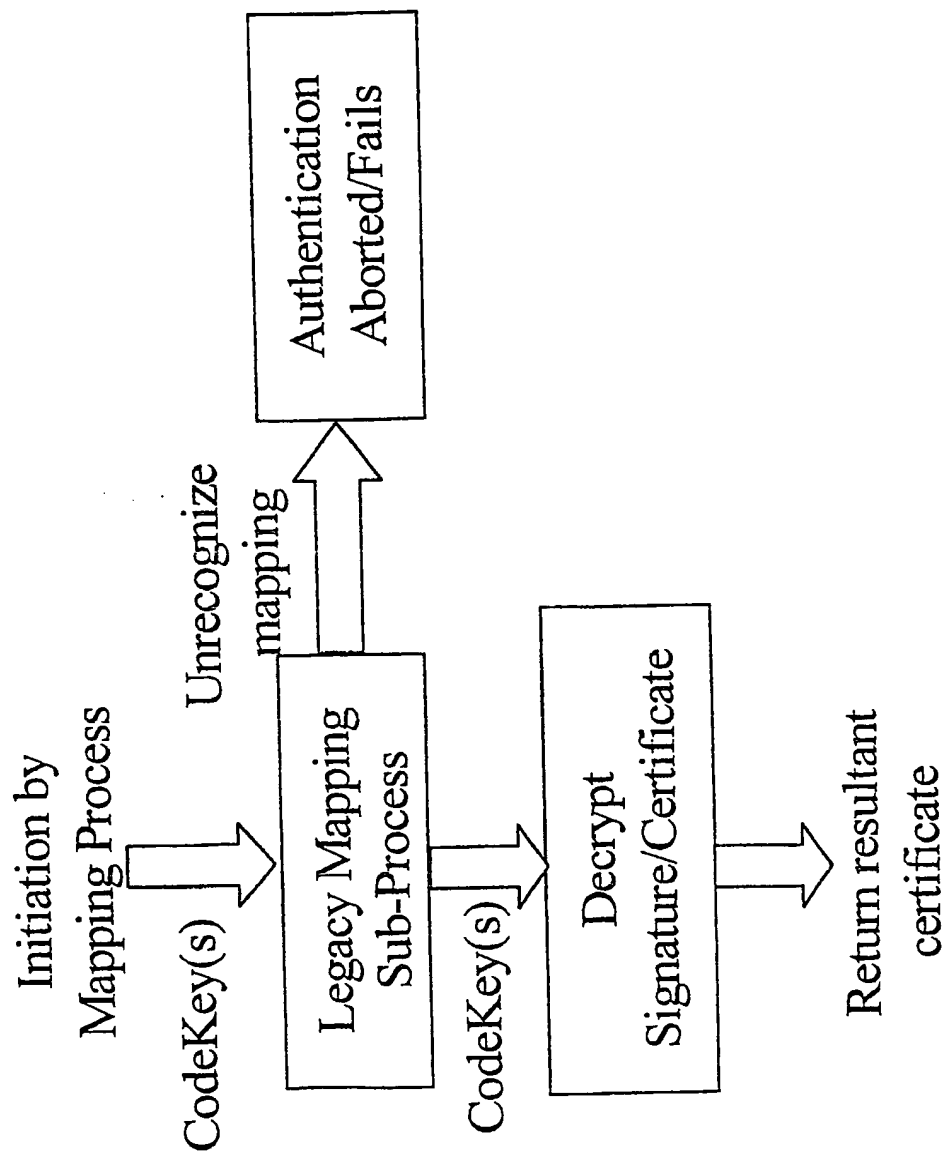 Initiation by
Mapping Process
CodeKey(s)
Legacy Mapping
Sub-Process
Unrecognize
mapping
Authentication
Aborted/Fails
CodeKey(s)
Decrypt
Signature/Certificate
Return resultant
certificate